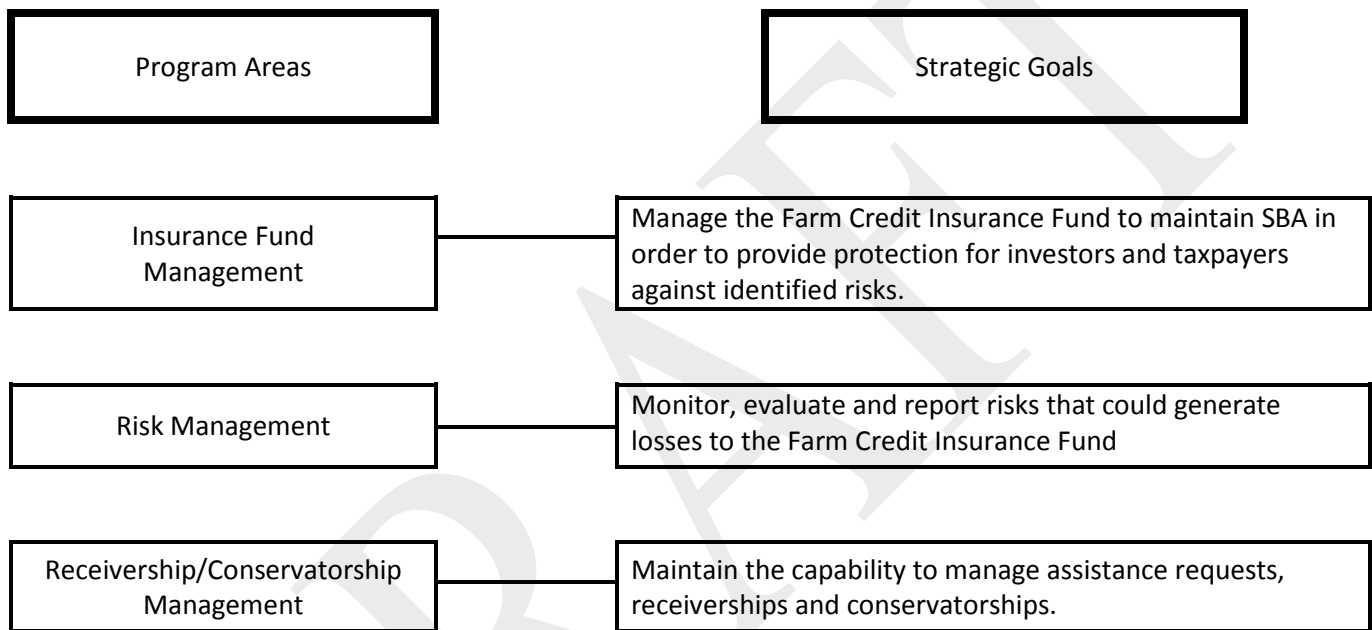 Program Areas
Strategic Goals
Insurance Fund
Management
Manage the Farm Credit Insurance Fund to maintain SBA in
order to provide protection for investors and taxpayers
against identified risks.
Risk Management
Monitor, evaluate and report risks that could generate
losses to the Farm Credit Insurance Fund
Receivership/Conservatorship
Management
Maintain the capability to manage assistance requests,
receiverships and conservatorships.
RAFT